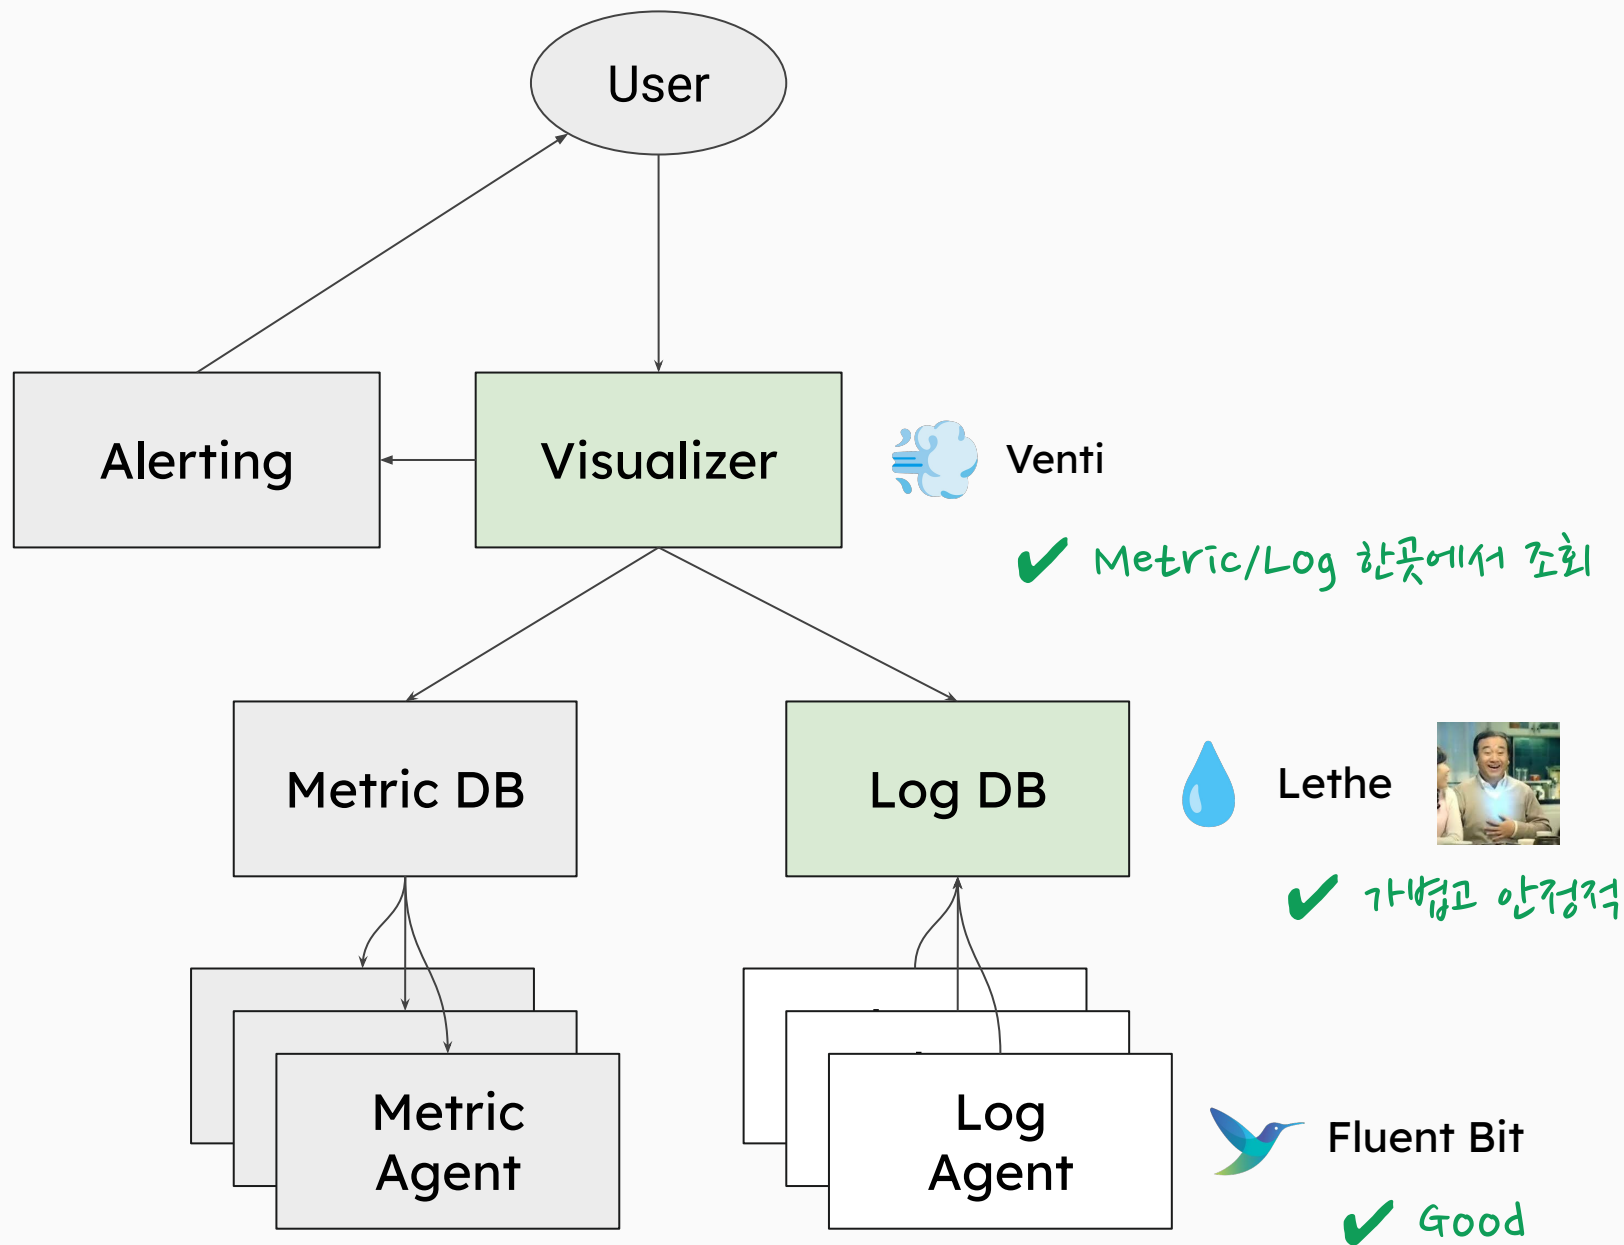 User
Alerting
Visualizer
Venti
Metric/Log 한곳에서 조회
Metric DB
Log DB
Lethe
가볍고 안정적
Metric
Agent
Log
Agent
Fluent Bit
Good